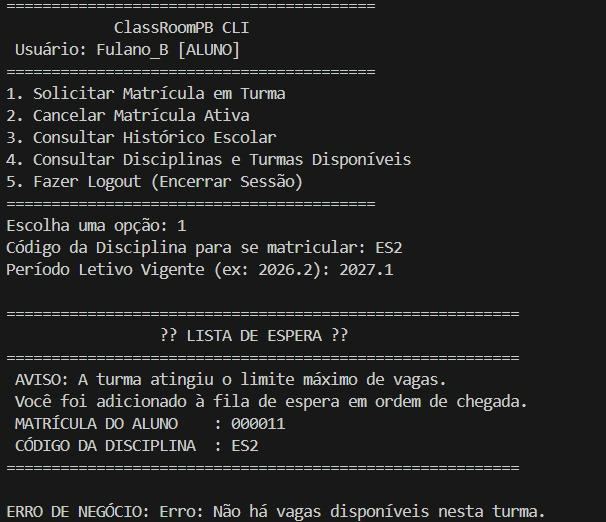 =========================================
ClassRoomPB CLI
Usuário: Fulano_B [ALUNO]
=========================================
1. Solicitar Matrícula em Turma
2. Cancelar Matrícula Ativa
3. Consultar Histórico Escolar
4. Consultar Disciplinas e Turmas Disponíveis
5. Fazer Logout (Encerrar Sessão)
=========================================
Escolha uma opção: 1
Código da Disciplina para se matricular: ES2
Período Letivo Vigente (ex: 2026.2): 2027.1
=========================================================
?? LISTA DE ESPERA ??
=========================================================
AVISO: A turma atingiu o limite máximo de vagas.
Você foi adicionado à fila de espera em ordem de chegada.
MATRÍCULA DO ALUNO    : 000011
CÓDIGO DA DISCIPLINA  : ES2
=========================================================
ERRO DE NEGÓCIO: Erro: Não há vagas disponíveis nesta turma.